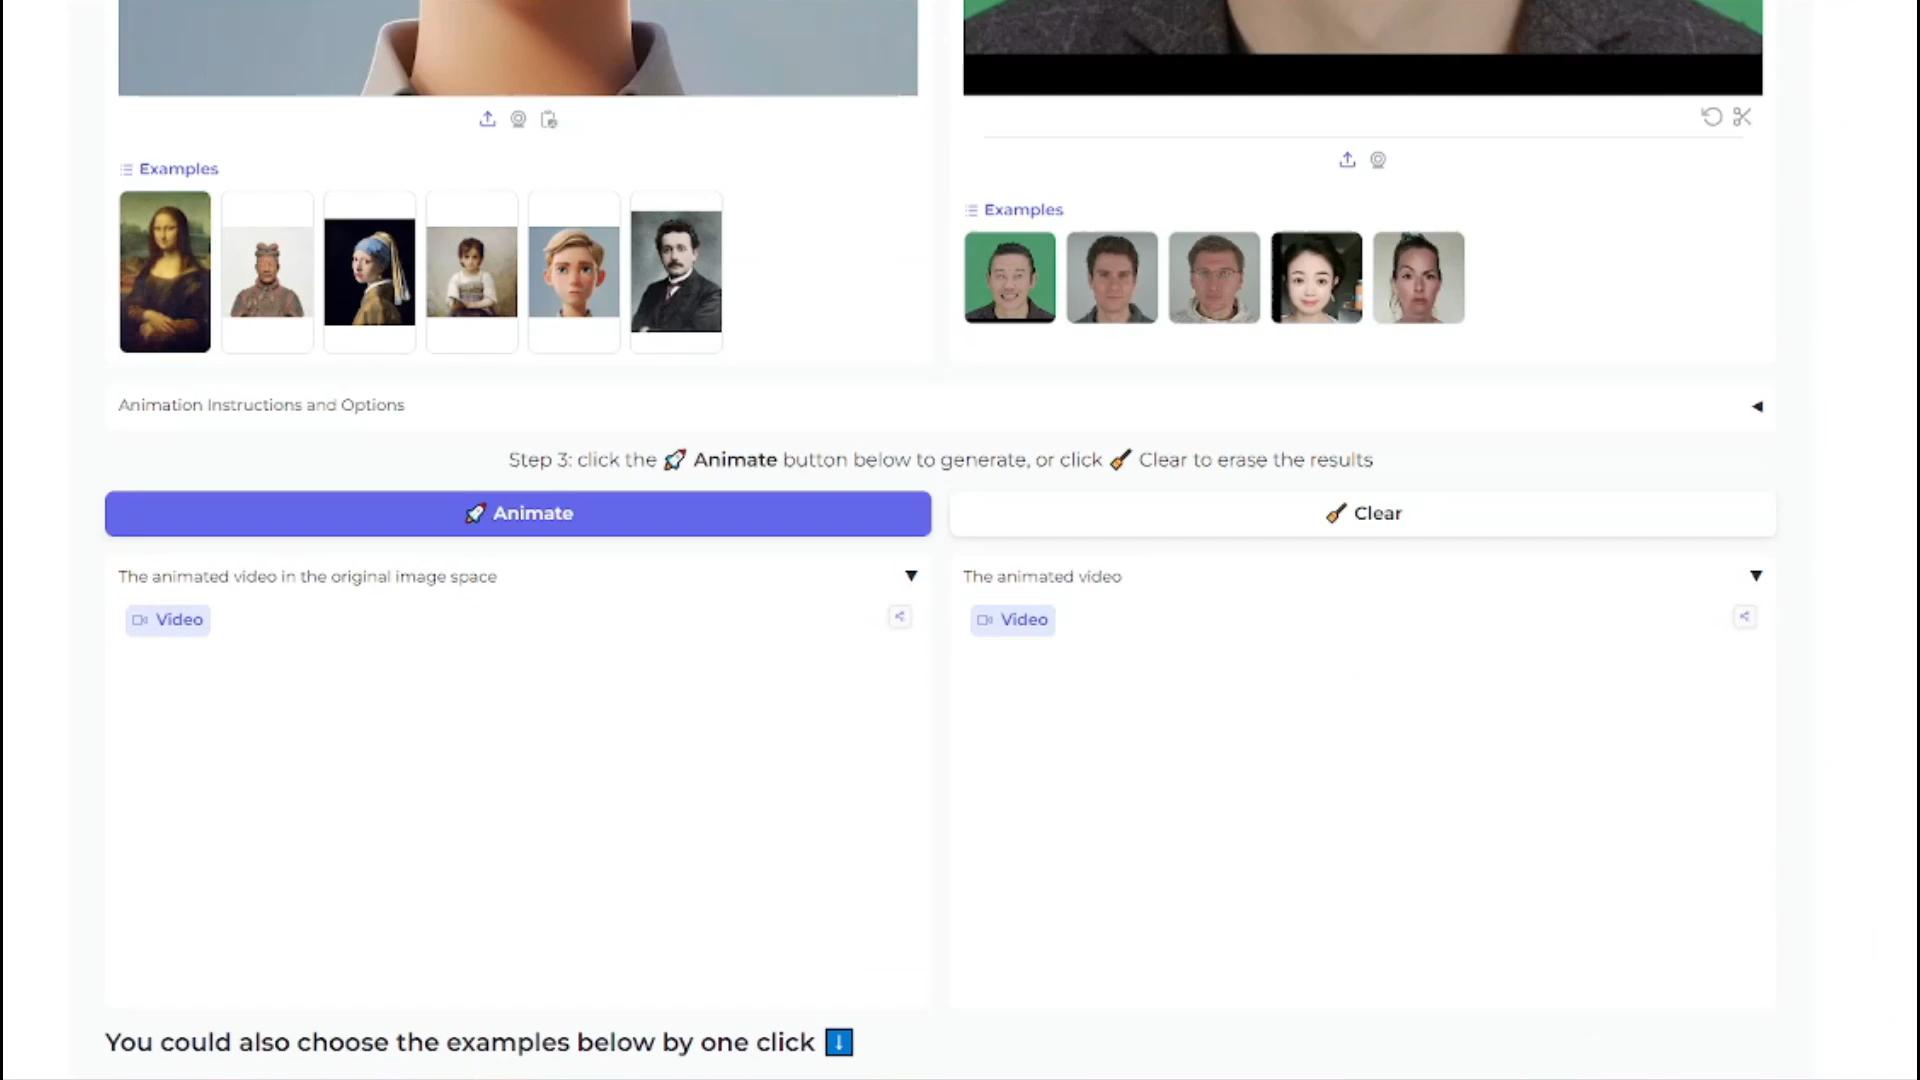 Examples
Examples
Animation Instructions and Options
Step 3: click the 🚀 Animate button below to generate, or click 🧹 Clear to erase the results
🚀 Animate
🧹 Clear
The animated video in the original image space
The animated video
Video
Video
You could also choose the examples below by one click ⬇️